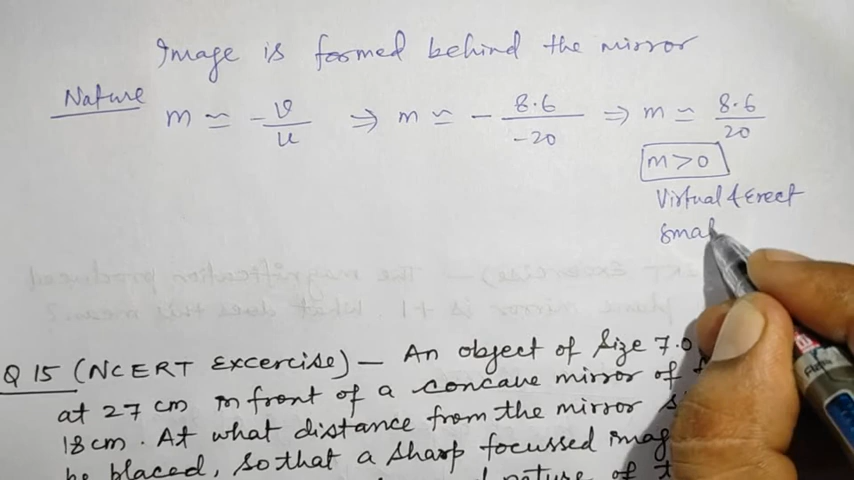 Image is formed behind the mirror
Nature
m = - v/u => m = - 8.6/-20 => m = 8.6/20
m > 0
Virtual & Erect
Smal
Q 15 (NCERT Excercise) - An object of size 7.0
at 27 cm in front of a concave mirror of
18 cm. At what distance from the mirror
be placed, so that a sharp focussed imag